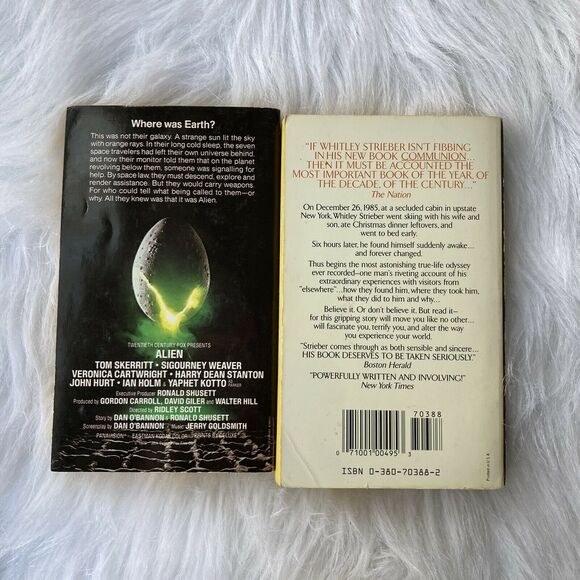 Where was Earth?
This was not their galaxy. A strange sun lit the sky
with orange rays. In their long cold sleep, the seven
space travelers had left their own universe behind,
and now their monitor told them that on the planet
revolving below them, someone was signalling for
help. By space law, they must descend, explore and
render assistance. But they would carry weapons.
For who could tell what being called to them—or
why. All they knew was that it was Alien.
TWENTIETH CENTURY FOX PRESENTS
ALIEN
TOM SKERRITT • SIGOURNEY WEAVER
VERONICA CARTWRIGHT • HARRY DEAN STANTON
JOHN HURT • IAN HOLM & YAPHET KOTTO AS PARKER
Executive Producer RONALD SHUSETT
Produced by GORDON CARROLL, DAVID GILER and WALTER HILL
Directed by RIDLEY SCOTT
Story by DAN O'BANNON & RONALD SHUSETT
Screenplay by DAN O'BANNON Music JERRY GOLDSMITH
PANAVISION® EASTMAN KODAK COLOR® PRINTS BY DELUXE®
"IF WHITLEY STRIEBER ISN'T FIBBING
IN HIS NEW BOOK COMMUNION...
THEN IT MUST BE ACCOUNTED THE
MOST IMPORTANT BOOK OF THE YEAR, OF
THE DECADE, OF THE CENTURY..."
The Nation
On December 26, 1985, at a secluded cabin in upstate
New York, Whitley Strieber went skiing with his wife and
son, ate Christmas dinner leftovers, and
went to bed early.
Six hours later, he found himself suddenly awake...
and forever changed.
Thus begins the most astonishing true-life odyssey
ever recorded—one man's riveting account of his
extraordinary experiences with visitors from
"elsewhere"...how they found him, where they took him,
what they did to him and why...
Believe it. Or don't believe it. But read it—
for this gripping story will move you like no other...
will fascinate you, terrify you, and alter the way
you experience your world.
"Strieber comes through as both sensible and sincere...
HIS BOOK DESERVES TO BE TAKEN SERIOUSLY."
Boston Herald
"POWERFULLY WRITTEN AND INVOLVING!"
New York Times
70388
0 71001 00495 3
ISBN 0-380-70388-2
Printed in U.S.A.